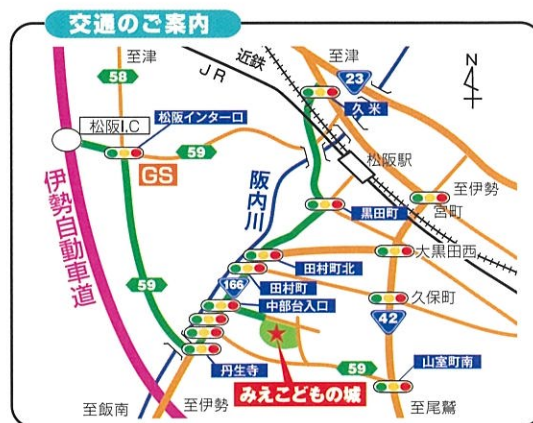 交通のご案内
至津
近鉄
JR
至津
23
N
58
久米
松阪I.C
松阪インター口
59
GS
松阪駅
阪内川
至伊勢
宮町
黒田町
伊勢自動車道
大黒田西
田村町北
166
田村町
59
中部台入口
久保町
42
丹生寺
59
山室町南
みえこどもの城
至飯南
至伊勢
至尾鷲